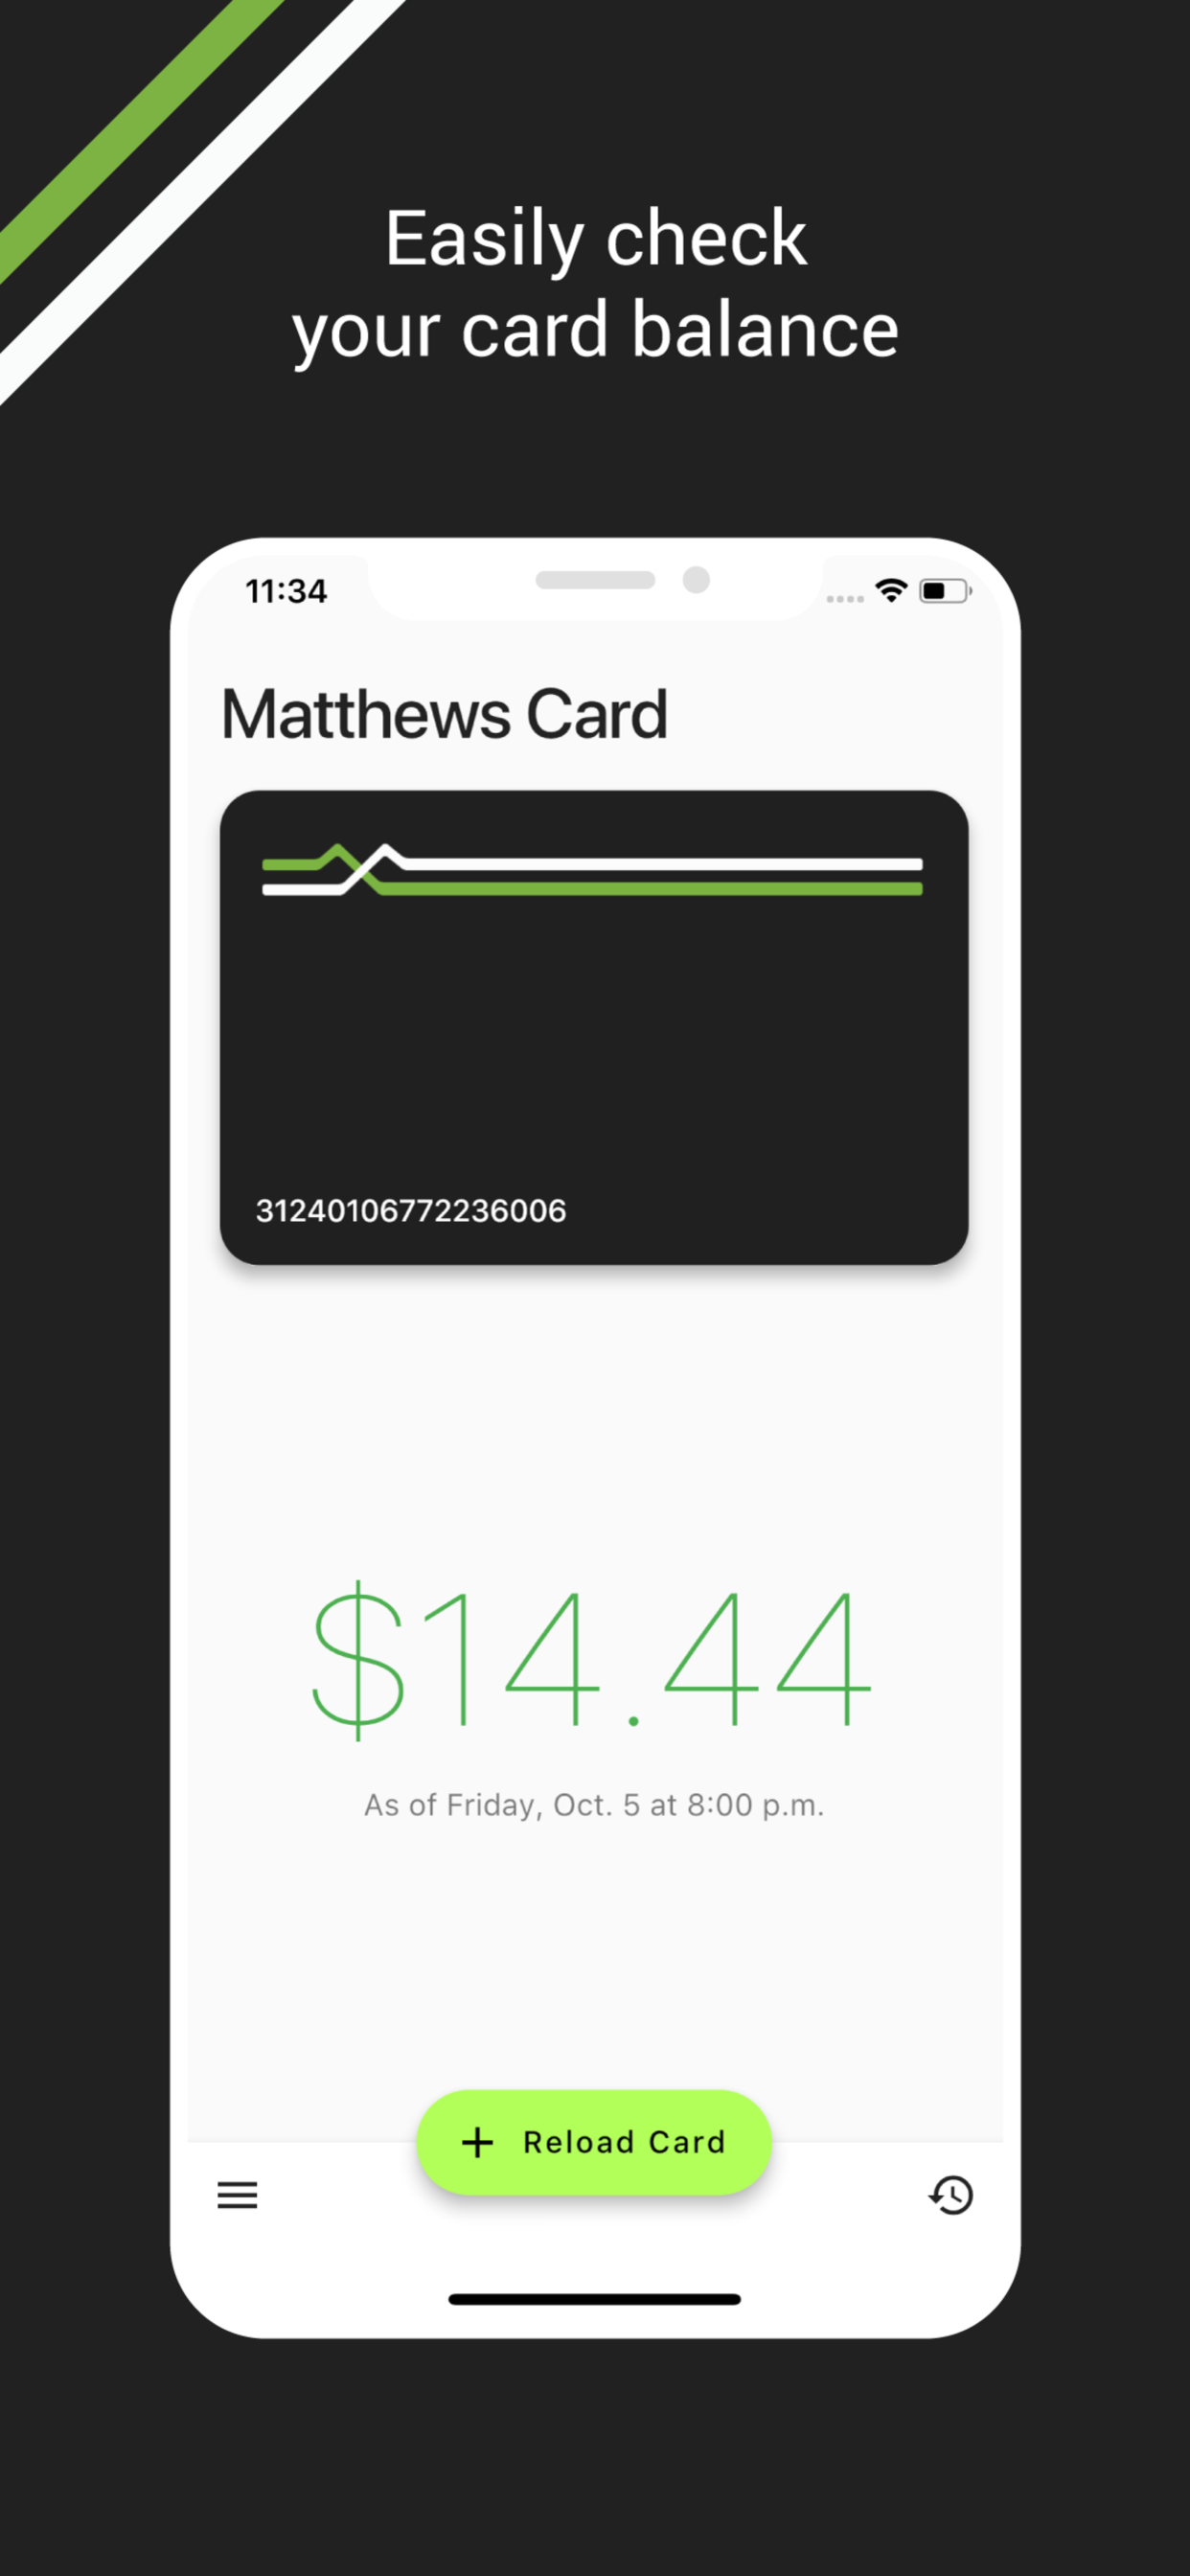 Easily check
your card balance
11:34
Matthews Card
31240106772236006
$14.44
As of Friday, Oct. 5 at 8:00 p.m.
+ Reload Card